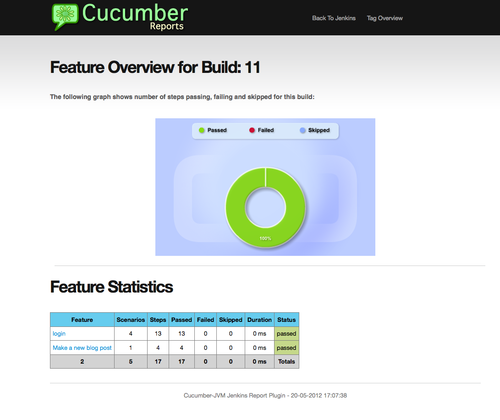 Cucumber
Reports
Back To Jenkins Tag Overview
Feature Overview for Build: 11
The following graph shows number of steps passing, failing and skipped for this build:
Passed Failed Skipped
100%
Feature Statistics
Feature Scenarios Steps Passed Failed Skipped Duration Status
login 4 13 13 0 0 0 ms passed
Make a new blog post 1 4 4 0 0 0 ms passed
2 5 17 17 0 0 0 ms Totals
Cucumber-JVM Jenkins Report Plugin - 20-05-2012 17:07:38